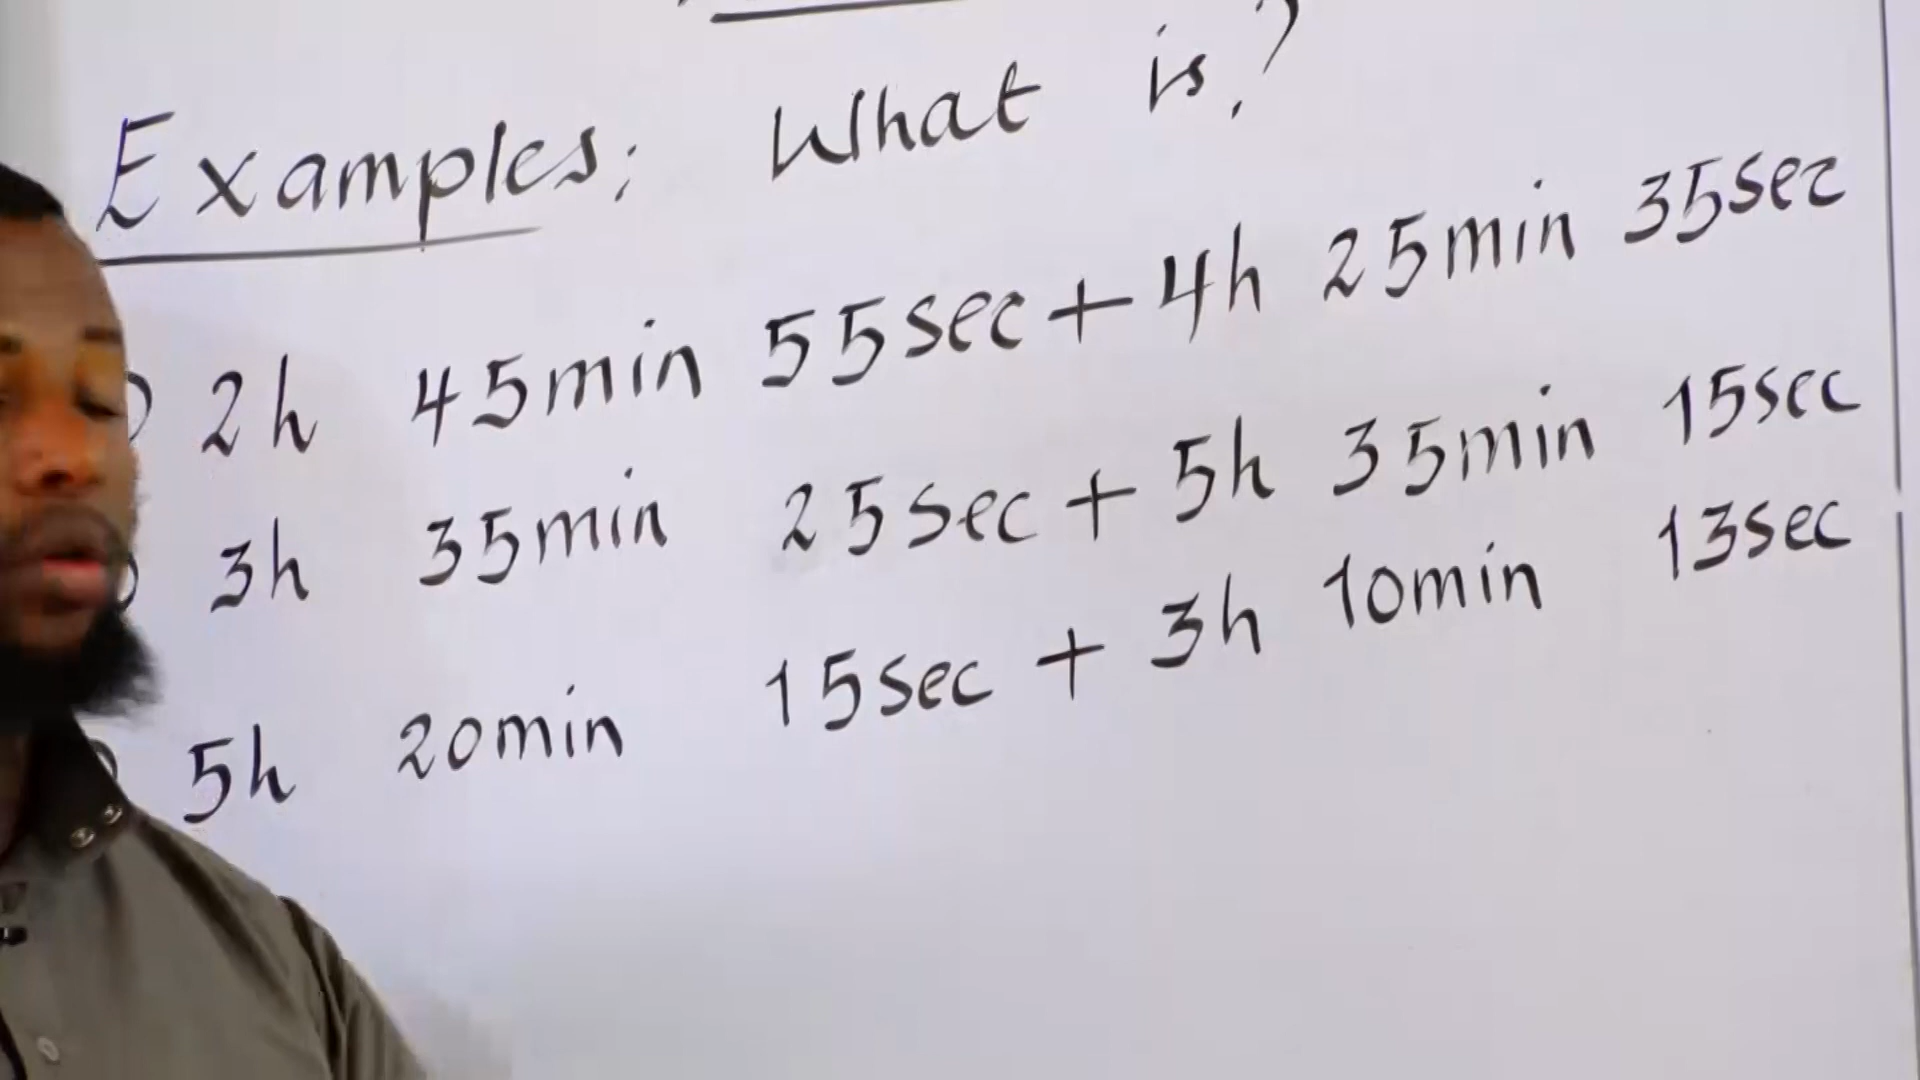 Examples; What is?
2h 45min 55sec + 4h 25min 35sec
3h 35min 25sec + 5h 35min 15sec
5h 20min 15sec + 3h 10min 13sec